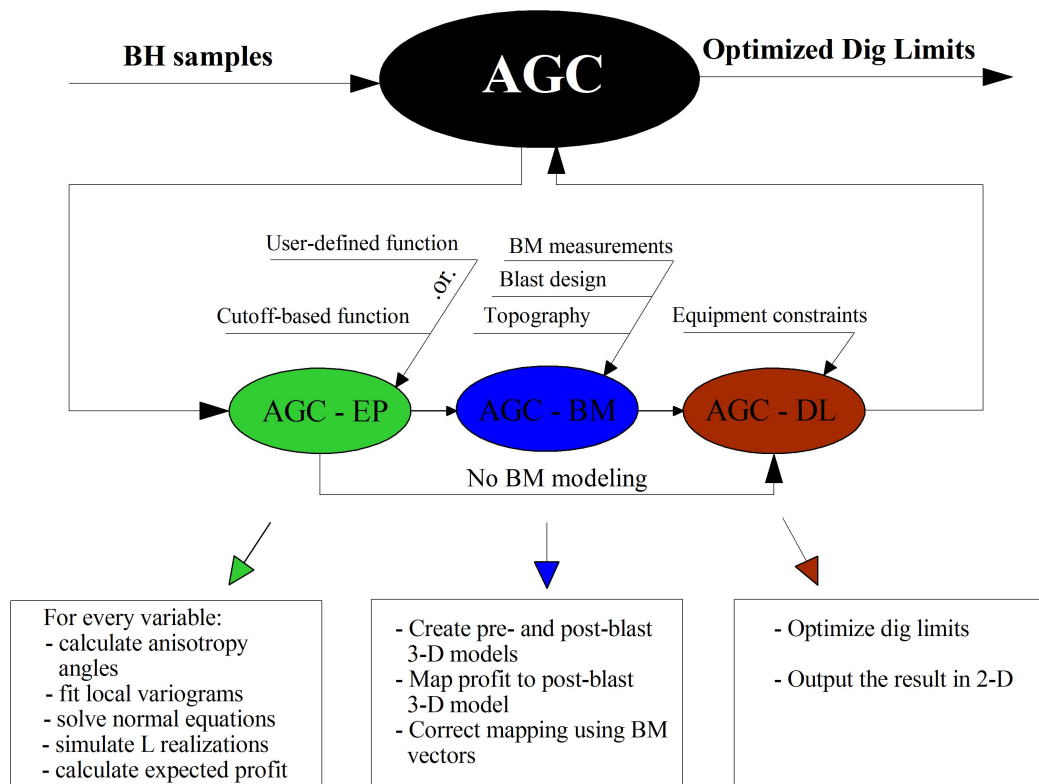 BH samples
AGC
Optimized Dig Limits
User-defined function
.or.
Cutoff-based function
BM measurements
Blast design
Topography
Equipment constraints
AGC - EP
AGC - BM
AGC - DL
No BM modeling
For every variable:
- calculate anisotropy
angles
- fit local variograms
- solve normal equations
- simulate L realizations
- calculate expected profit
- Create pre- and post-blast
3-D models
- Map profit to post-blast
3-D model
- Correct mapping using BM
vectors
- Optimize dig limits
- Output the result in 2-D